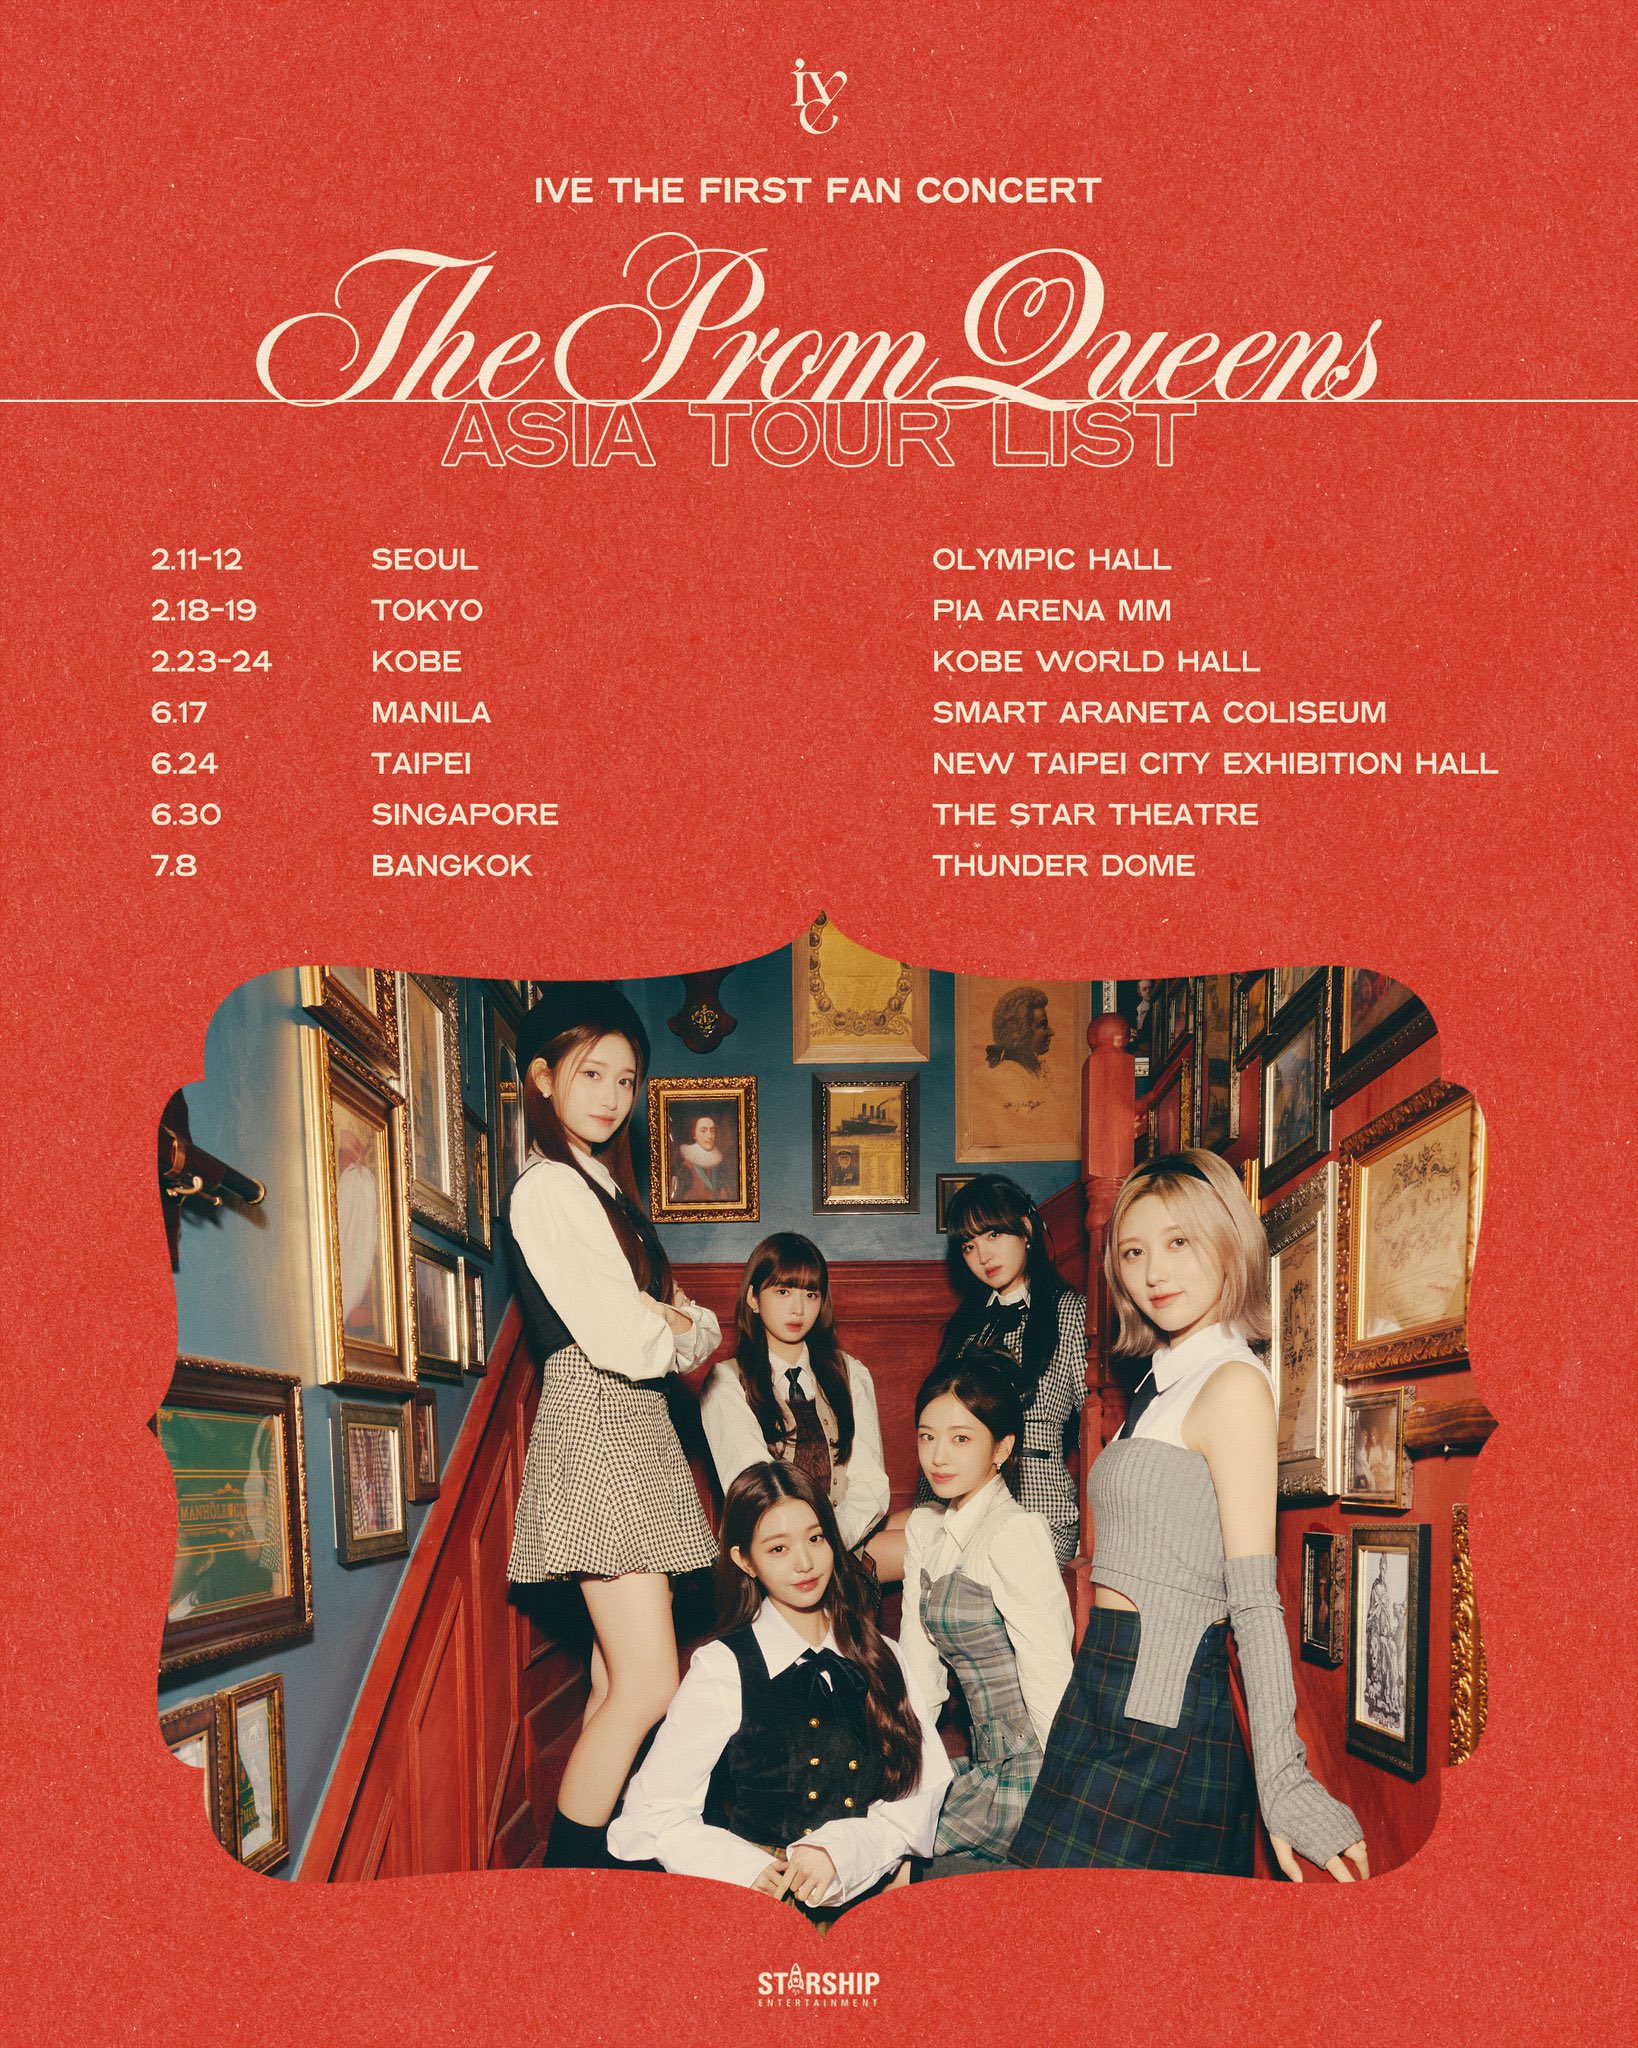 ive
IVE THE FIRST FAN CONCERT
The Prom Queens
ASIA TOUR LIST
2.11-12 SEOUL OLYMPIC HALL
2.18-19 TOKYO PIA ARENA MM
2.23-24 KOBE KOBE WORLD HALL
6.17 MANILA SMART ARANETA COLISEUM
6.24 TAIPEI NEW TAIPEI CITY EXHIBITION HALL
6.30 SINGAPORE THE STAR THEATRE
7.8 BANGKOK THUNDER DOME
STARSHIP
ENTERTAINMENT